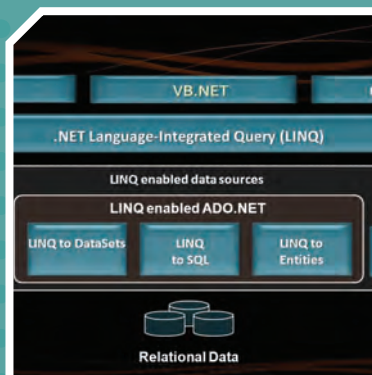 VB.NET
.NET Language-Integrated Query (LINQ)
LINQ enabled data sources
LINQ enabled ADO.NET
LINQ to DataSets
LINQ
to SQL
LINQ to
Entities
Relational Data